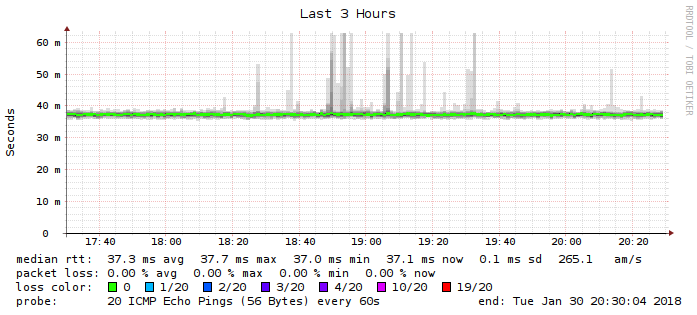 Last 3 Hours
RRDTOOL / TOBI OETIKER
Seconds
60 m
50 m
40 m
30 m
20 m
10 m
0
17:40 18:00 18:20 18:40 19:00 19:20 19:40 20:00 20:20
median rtt: 37.3 ms avg 37.7 ms max 37.0 ms min 37.1 ms now 0.1 ms sd 265.1 am/s
packet loss: 0.00 % avg 0.00 % max 0.00 % min 0.00 % now
loss color: 0 1/20 2/20 3/20 4/20 10/20 19/20
probe: 20 ICMP Echo Pings (56 Bytes) every 60s end: Tue Jan 30 20:30:04 2018